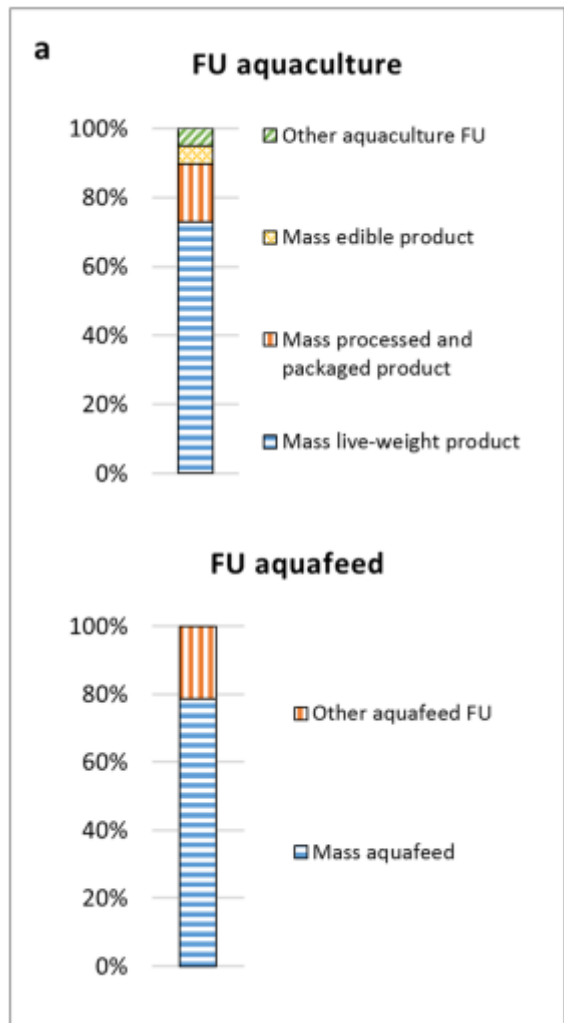 a
FU aquaculture
100%
80%
60%
40%
20%
0%
Other aquaculture FU
Mass edible product
Mass processed and
packaged product
Mass live-weight product
FU aquafeed
100%
80%
60%
40%
20%
0%
Other aquafeed FU
Mass aquafeed